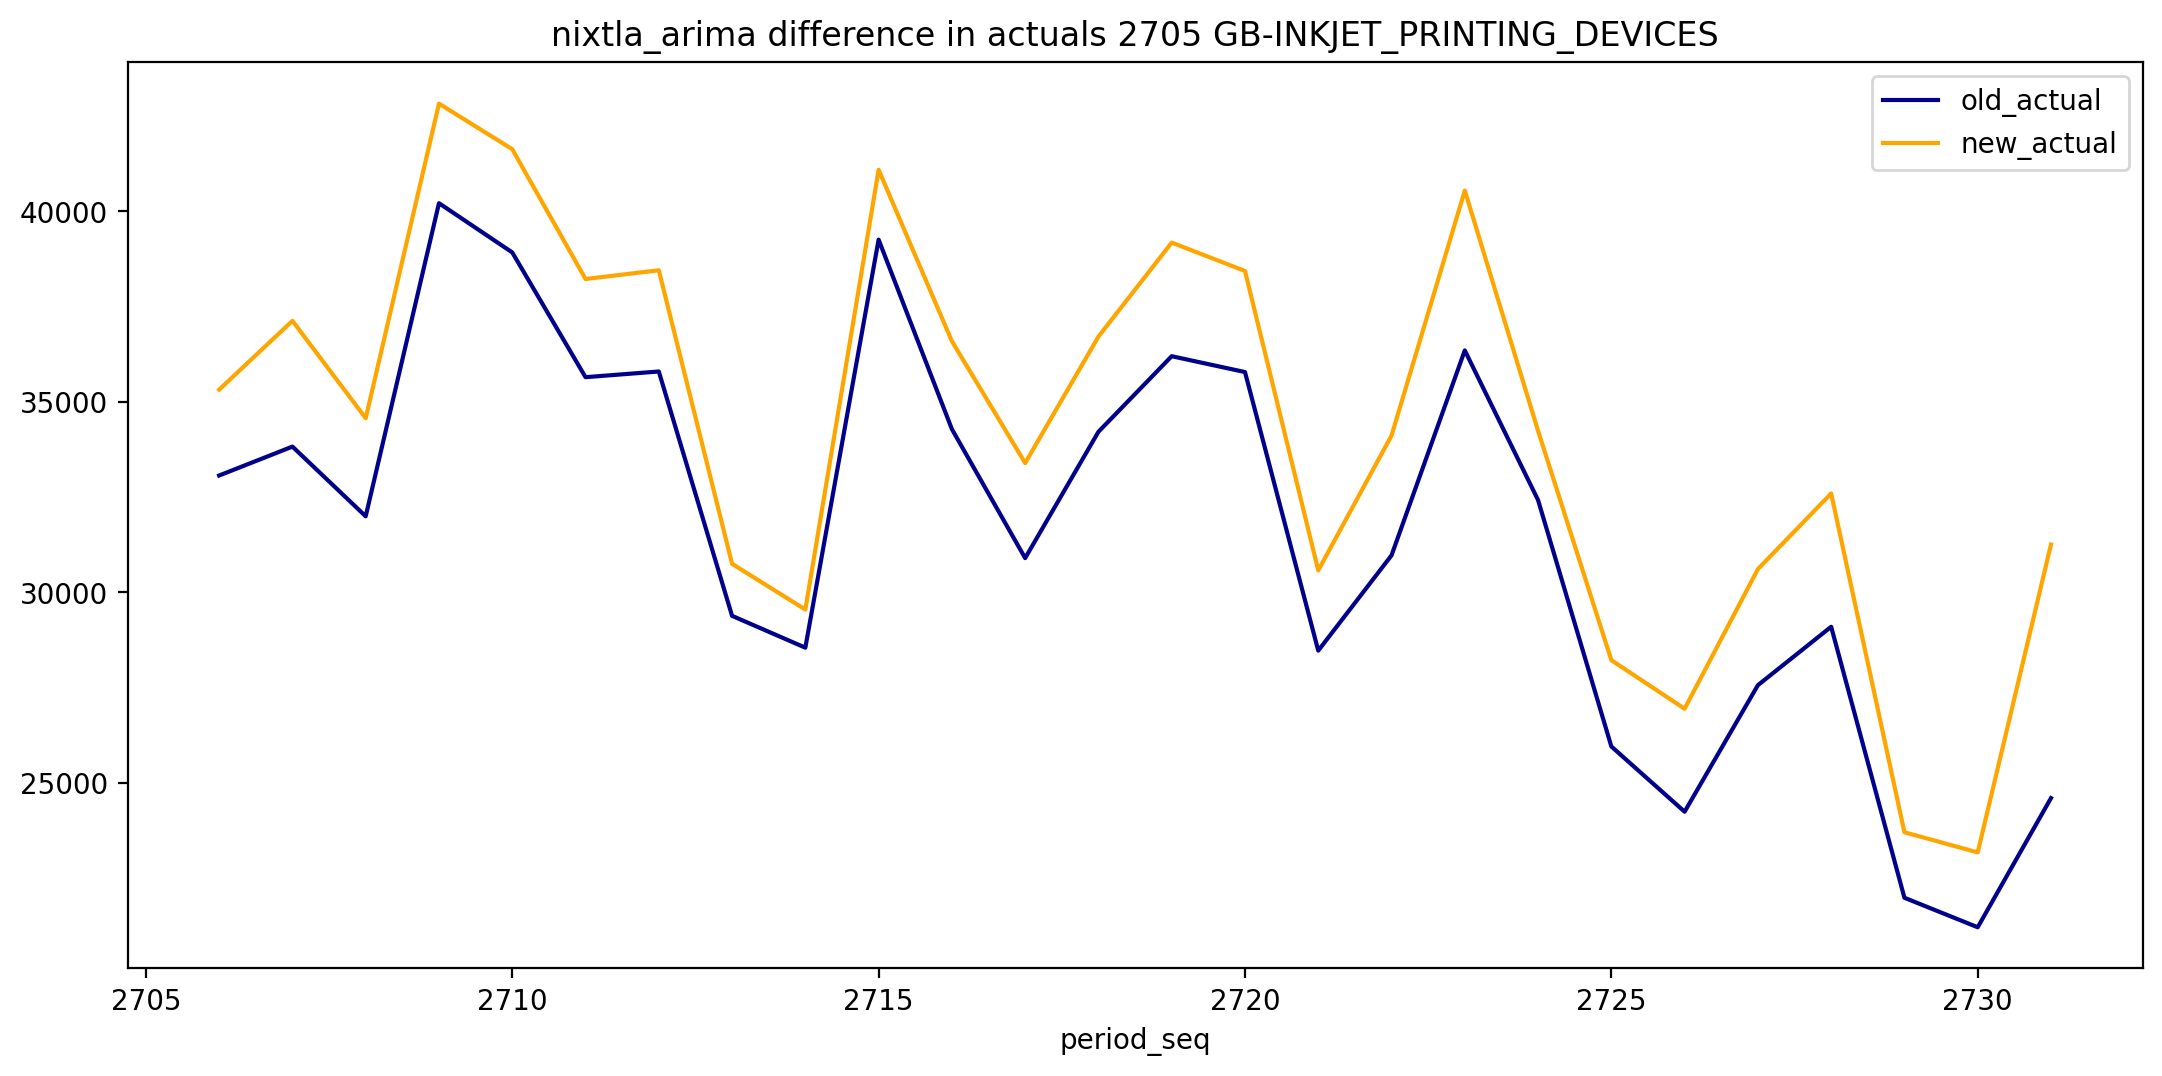 nixtla_arima difference in actuals 2705 GB-INKJET_PRINTING_DEVICES
old_actual
new_actual
40000
35000
30000
25000
2705 2710 2715 2720 2725 2730
period_seq